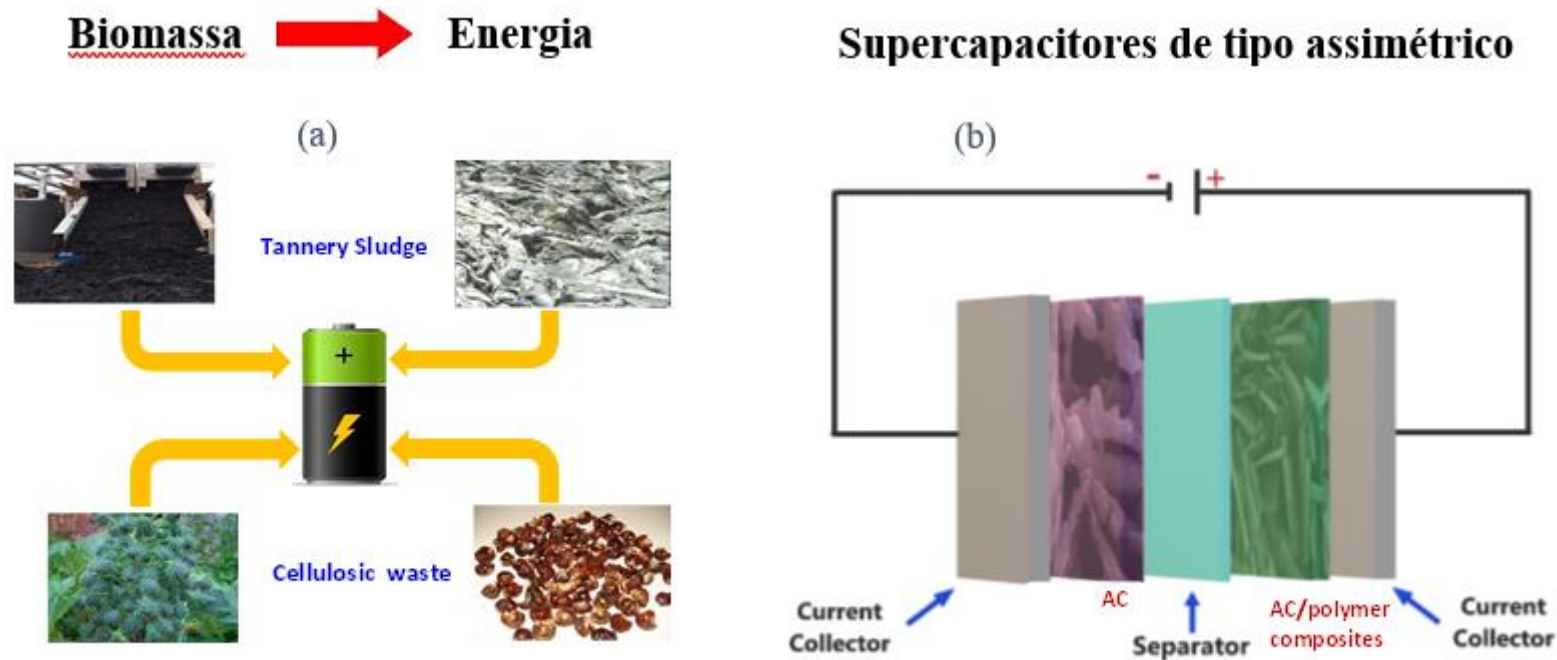 Biomassa
Energia
Supercapacitores de tipo assimétrico
(a)
(b)
- +
Tannery Sludge
+
Cellulosic waste
Current
Collector
AC
Separator
AC/polymer
composites
Current
Collector